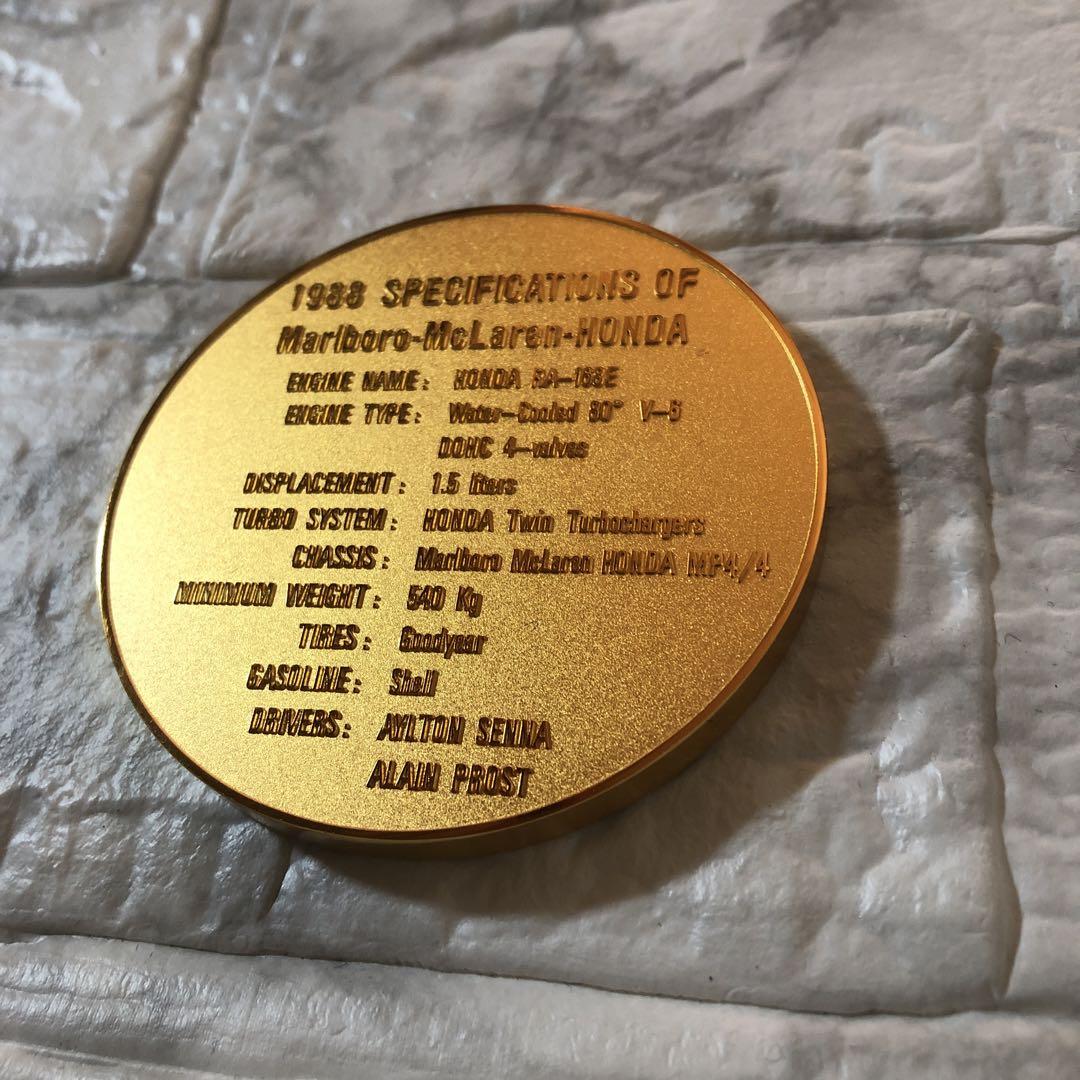 1988 SPECIFICATIONS OF
Marlboro-McLaren-HONDA
ENGINE NAME: HONDA RA-168E
ENGINE TYPE: Water-Cooled 80° V-6
DOHC 4-valves
DISPLACEMENT: 1.5 liters
TURBO SYSTEM: HONDA Twin Turbochargers
CHASSIS: Marlboro McLaren HONDA MP4/4
MINIMUM WEIGHT: 540 Kg
TIRES: Goodyear
GASOLINE: Shell
DRIVERS: AYLTON SENNA
ALAIN PROST